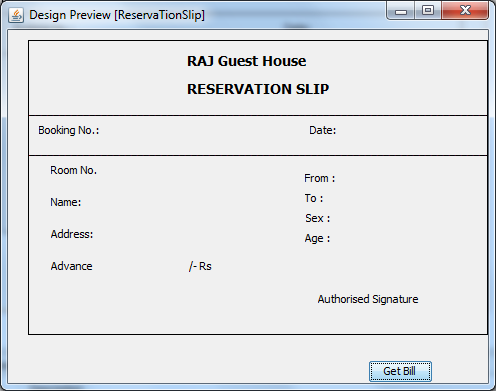 Design Preview [ReservaTionSlip]
RAJ Guest House
RESERVATION SLIP
Booking No.: Date:
Room No.
From :
Name:
To :
Sex :
Address:
Age :
Advance /- Rs
Authorised Signature
Get Bill